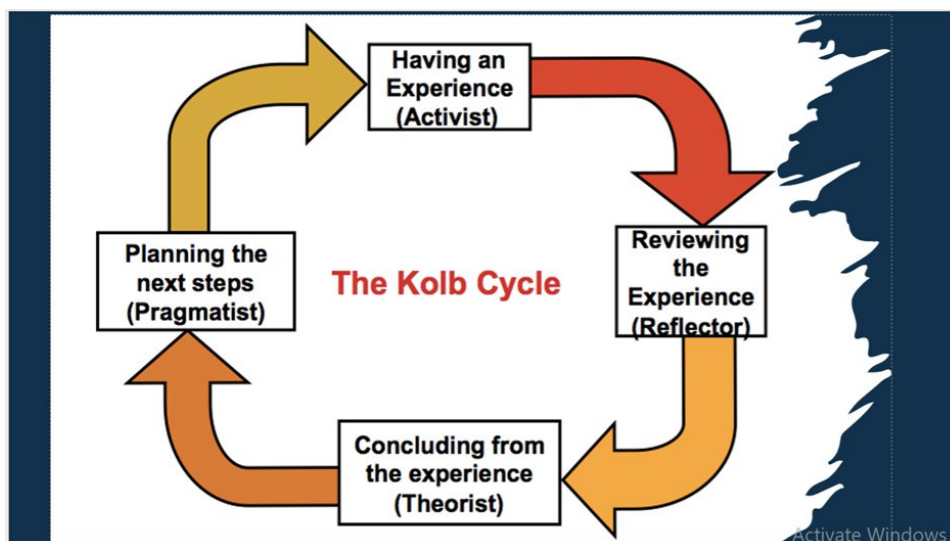 Having an
Experience
(Activist)
Reviewing
the
Experience
(Reflector)
Planning the
next steps
(Pragmatist)
The Kolb Cycle
Concluding from
the experience
(Theorist)
Activate Windows